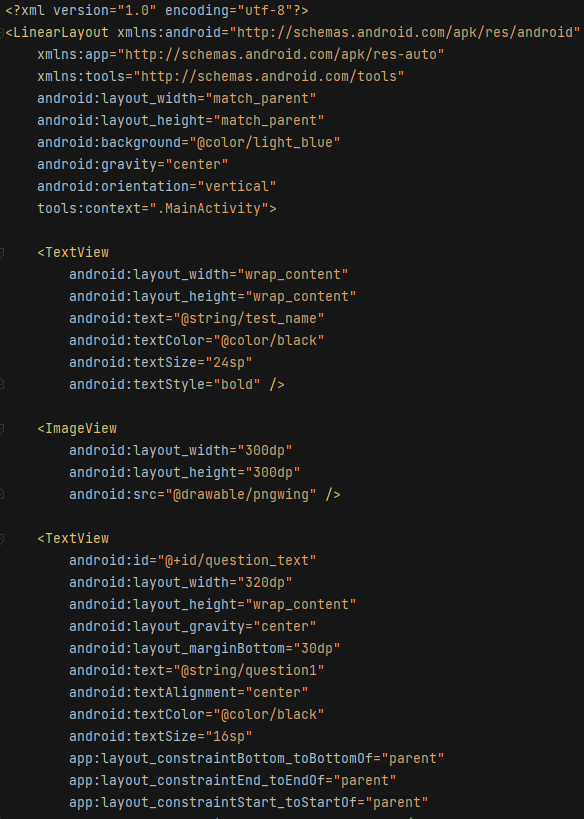 <?xml version="1.0" encoding="utf-8"?>
<LinearLayout xmlns:android="http://schemas.android.com/apk/res/android"
    xmlns:app="http://schemas.android.com/apk/res-auto"
    xmlns:tools="http://schemas.android.com/tools"
    android:layout_width="match_parent"
    android:layout_height="match_parent"
    android:background="@color/light_blue"
    android:gravity="center"
    android:orientation="vertical"
    tools:context=".MainActivity">

    <TextView
        android:layout_width="wrap_content"
        android:layout_height="wrap_content"
        android:text="@string/test_name"
        android:textColor="@color/black"
        android:textSize="24sp"
        android:textStyle="bold" />

    <ImageView
        android:layout_width="300dp"
        android:layout_height="300dp"
        android:src="@drawable/pngwing" />

    <TextView
        android:id="@+id/question_text"
        android:layout_width="320dp"
        android:layout_height="wrap_content"
        android:layout_gravity="center"
        android:layout_marginBottom="30dp"
        android:text="@string/question1"
        android:textAlignment="center"
        android:textColor="@color/black"
        android:textSize="16sp"
        app:layout_constraintBottom_toBottomOf="parent"
        app:layout_constraintEnd_toEndOf="parent"
        app:layout_constraintStart_toStartOf="parent"